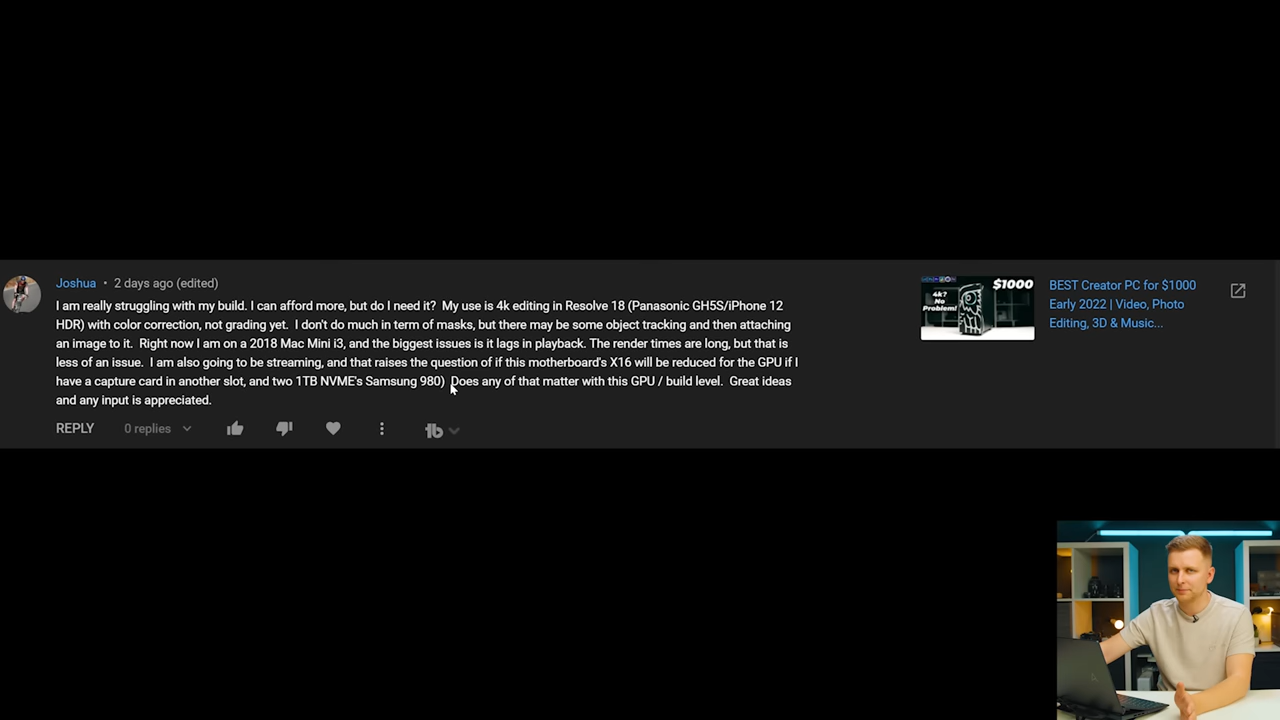 Joshua • 2 days ago (edited)
I am really struggling with my build. I can afford more, but do I need it?  My use is 4k editing in Resolve 18 (Panasonic GH5S/iPhone 12
HDR) with color correction, not grading yet.  I don't do much in term of masks, but there may be some object tracking and then attaching
an image to it.  Right now I am on a 2018 Mac Mini i3, and the biggest issues is it lags in playback. The render times are long, but that is
less of an issue.  I am also going to be streaming, and that raises the question of if this motherboard's X16 will be reduced for the GPU if I
have a capture card in another slot, and two 1TB NVME's Samsung 980)  Does any of that matter with this GPU / build level.  Great ideas
and any input is appreciated.
REPLY 0 replies
$1000
4k?
No
Problem!
BEST Creator PC for $1000
Early 2022 | Video, Photo
Editing, 3D & Music...